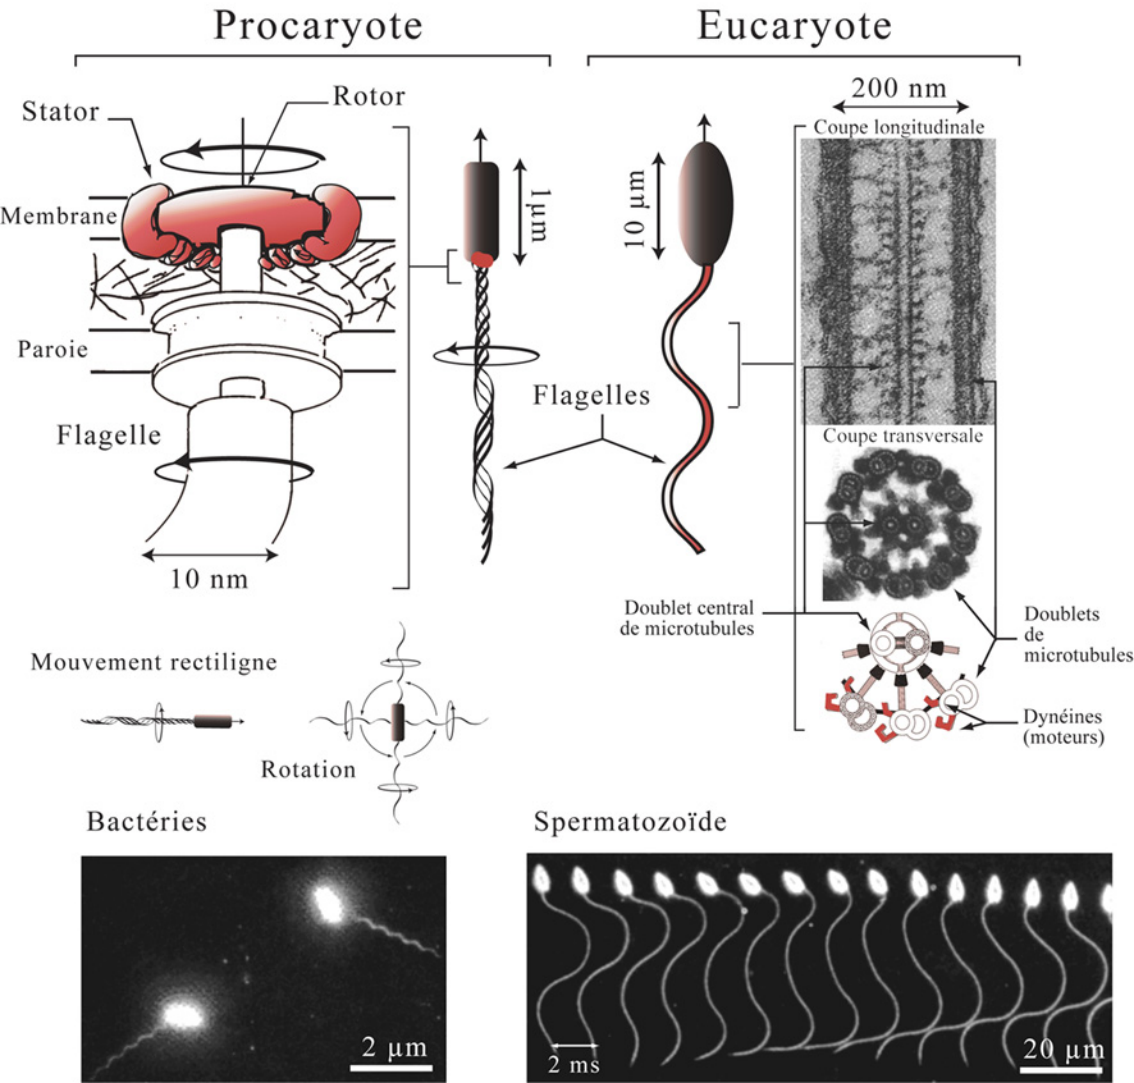 Procaryote
Eucaryote
Stator
Rotor
Membrane
Paroie
Flagelle
10 nm
1µm
10 µm
Flagelles
200 nm
Coupe longitudinale
Coupe transversale
Doublet central
de microtubules
Doublets
de
microtubules
Dynéines
(moteurs)
Mouvement rectiligne
Rotation
Bactéries
Spermatozoïde
2 µm
2 ms
20 µm